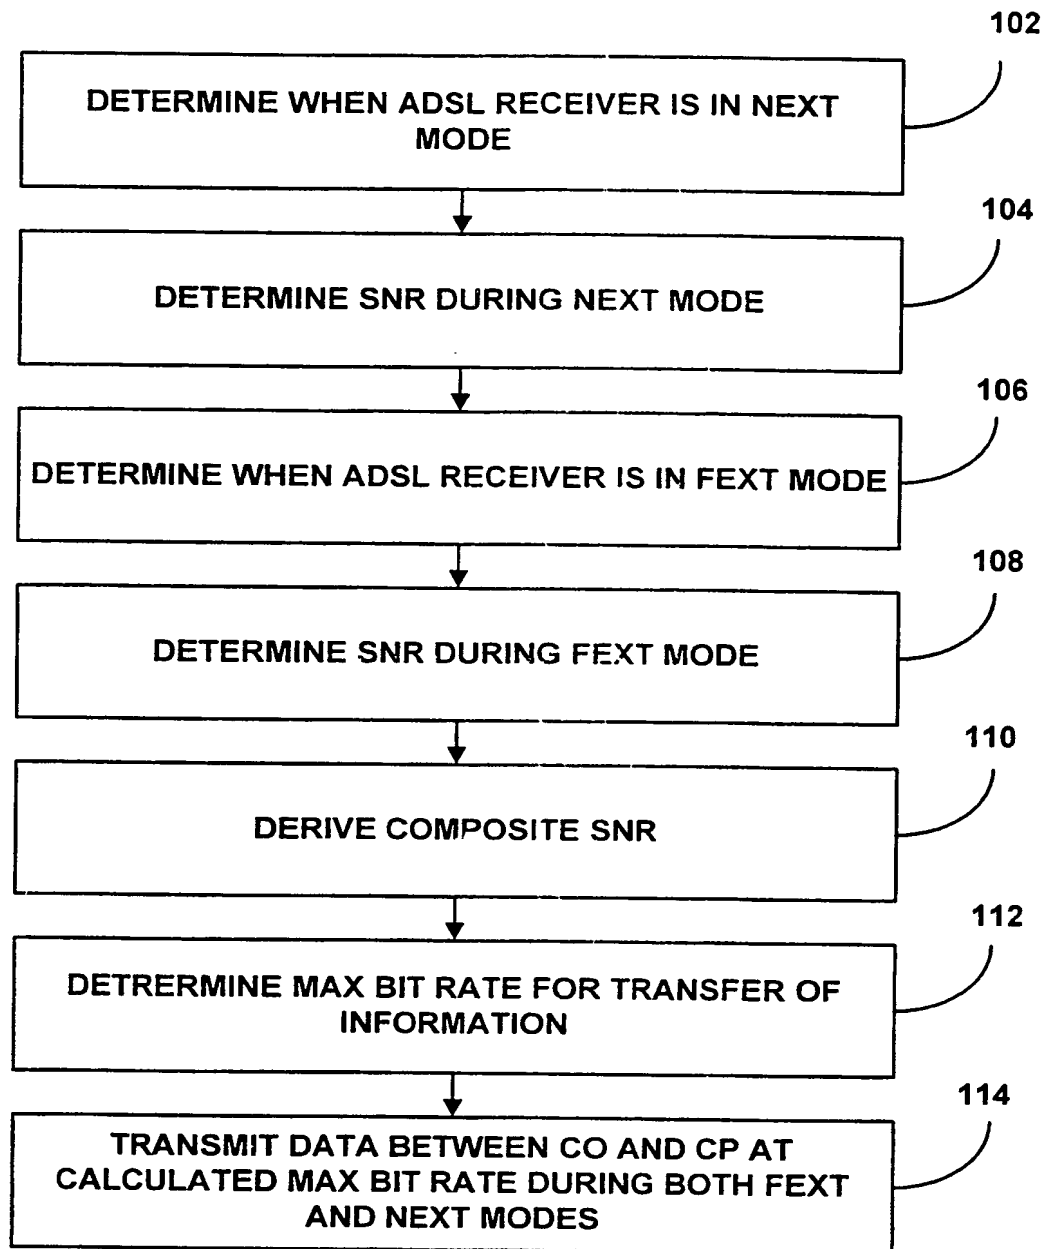 102
DETERMINE WHEN ADSL RECEIVER IS IN NEXT
MODE
104
DETERMINE SNR DURING NEXT MODE
106
DETERMINE WHEN ADSL RECEIVER IS IN FEXT MODE
108
DETERMINE SNR DURING FEXT MODE
110
DERIVE COMPOSITE SNR
112
DETRERMINE MAX BIT RATE FOR TRANSFER OF
INFORMATION
114
TRANSMIT DATA BETWEEN CO AND CP AT
CALCULATED MAX BIT RATE DURING BOTH FEXT
AND NEXT MODES